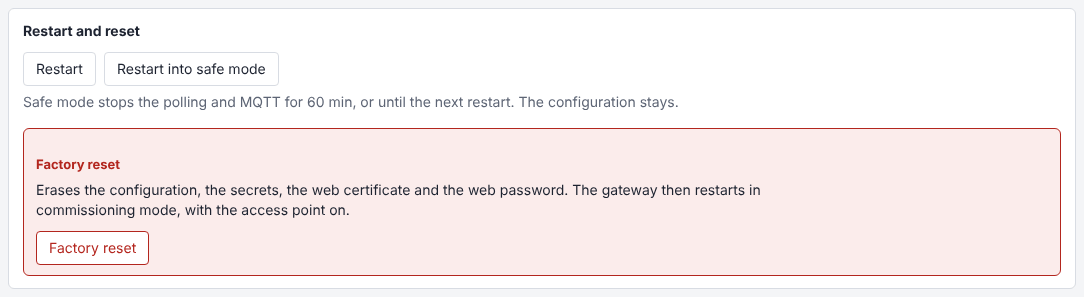 Restart and reset
Restart
Restart into safe mode
Safe mode stops the polling and MQTT for 60 min, or until the next restart. The configuration stays.
Factory reset
Erases the configuration, the secrets, the web certificate and the web password. The gateway then restarts in
commissioning mode, with the access point on.
Factory reset